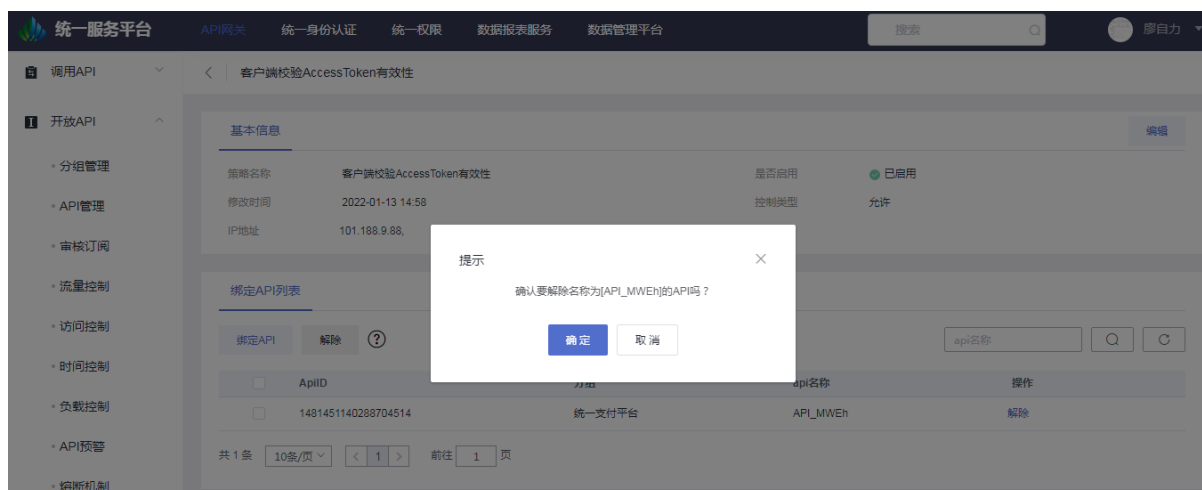 统一服务平台 API网关 统一身份认证 统一权限 数据报表服务 数据管理平台 搜索 廖自力
调用API
客户端校验AccessToken有效性
开放API
基本信息 编辑
分组管理
策略名称 客户端校验AccessToken有效性 是否启用 已启用
API管理
修改时间 2022-01-13 14:58 控制类型 允许
IP地址 101.188.9.88,
审核订阅
提示
流量控制
绑定API列表
确认要解除名称为[API_MWEh]的API吗？
访问控制
绑定API 解除 ?
确定 取消
api名称
时间控制
ApiID 分组 api名称 操作
负载控制
1481451140288704514 统一支付平台 API_MWEh 解除
API预警
共 1 条 10条/页 < 1 > 前往 1 页
熔断机制